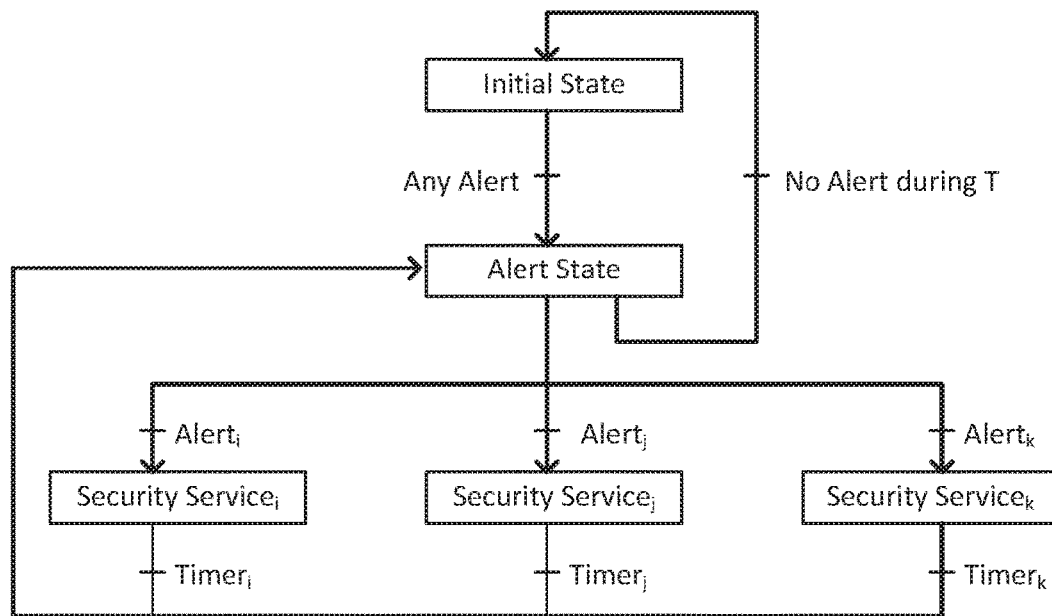 Initial State
Any Alert
No Alert during T
Alert State
Alertᵢ
Alertⱼ
Alertₖ
Security Serviceᵢ
Security Serviceⱼ
Security Serviceₖ
Timerᵢ
Timerⱼ
Timerₖ